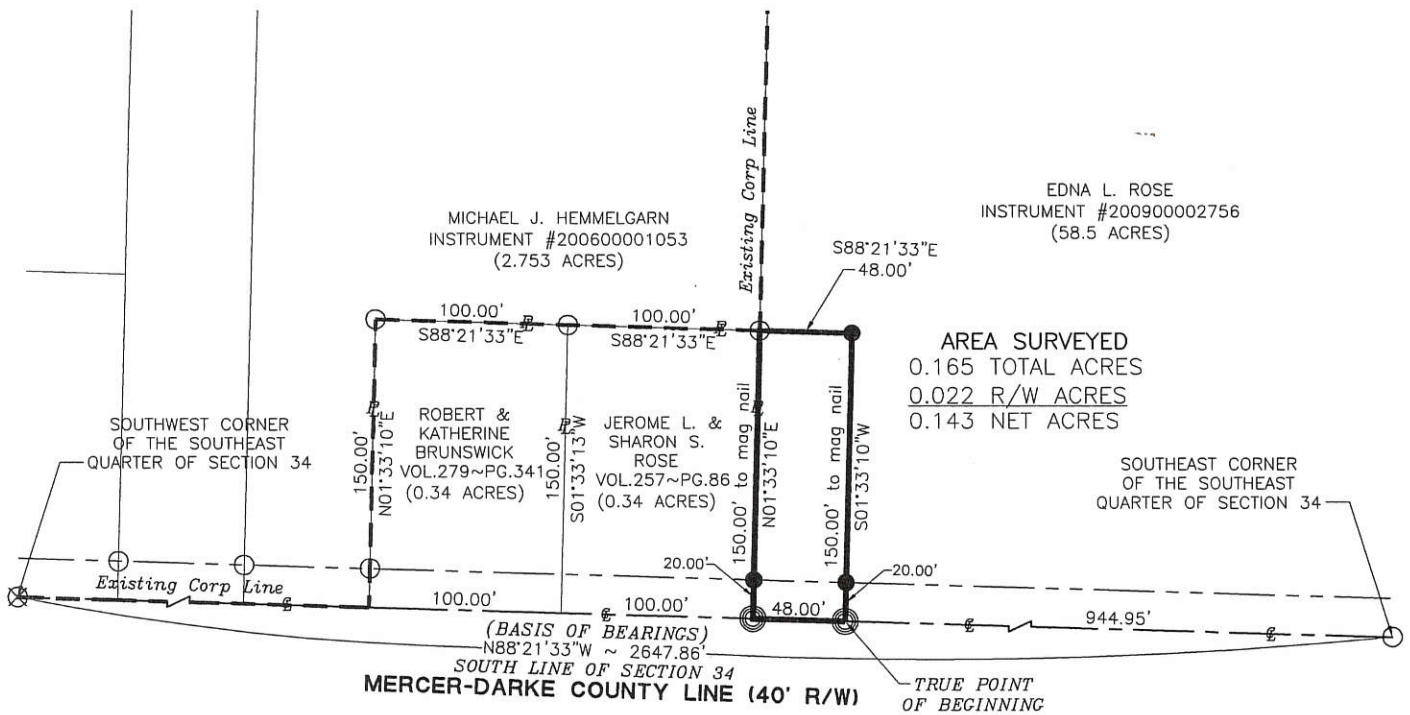 Existing Corp Line
MICHAEL J. HEMMELGARN
INSTRUMENT #200600001053
(2.753 ACRES)
EDNA L. ROSE
INSTRUMENT #200900002756
(58.5 ACRES)
S88°21'33"E
48.00'
100.00'
S88°21'33"E
100.00'
S88°21'33"E
AREA SURVEYED
0.165 TOTAL ACRES
0.022 R/W ACRES
0.143 NET ACRES
SOUTHWEST CORNER
OF THE SOUTHEAST
QUARTER OF SECTION 34
150.00'
N01°33'10"E
ROBERT &
KATHERINE
BRUNSWICK
VOL.279~PG.341
(0.34 ACRES)
150.00'
S01°33'13"W
JEROME L. &
SHARON S.
ROSE
VOL.257~PG.86
(0.34 ACRES)
150.00' to mag nail
N01°33'10"E
150.00' to mag nail
S01°33'10"W
SOUTHEAST CORNER
OF THE SOUTHEAST
QUARTER OF SECTION 34
20.00'
20.00'
Existing Corp Line
100.00'
100.00'
48.00'
944.95'
(BASIS OF BEARINGS)
N88°21'33"W ~ 2647.86'
SOUTH LINE OF SECTION 34
MERCER-DARKE COUNTY LINE (40' R/W)
TRUE POINT
OF BEGINNING